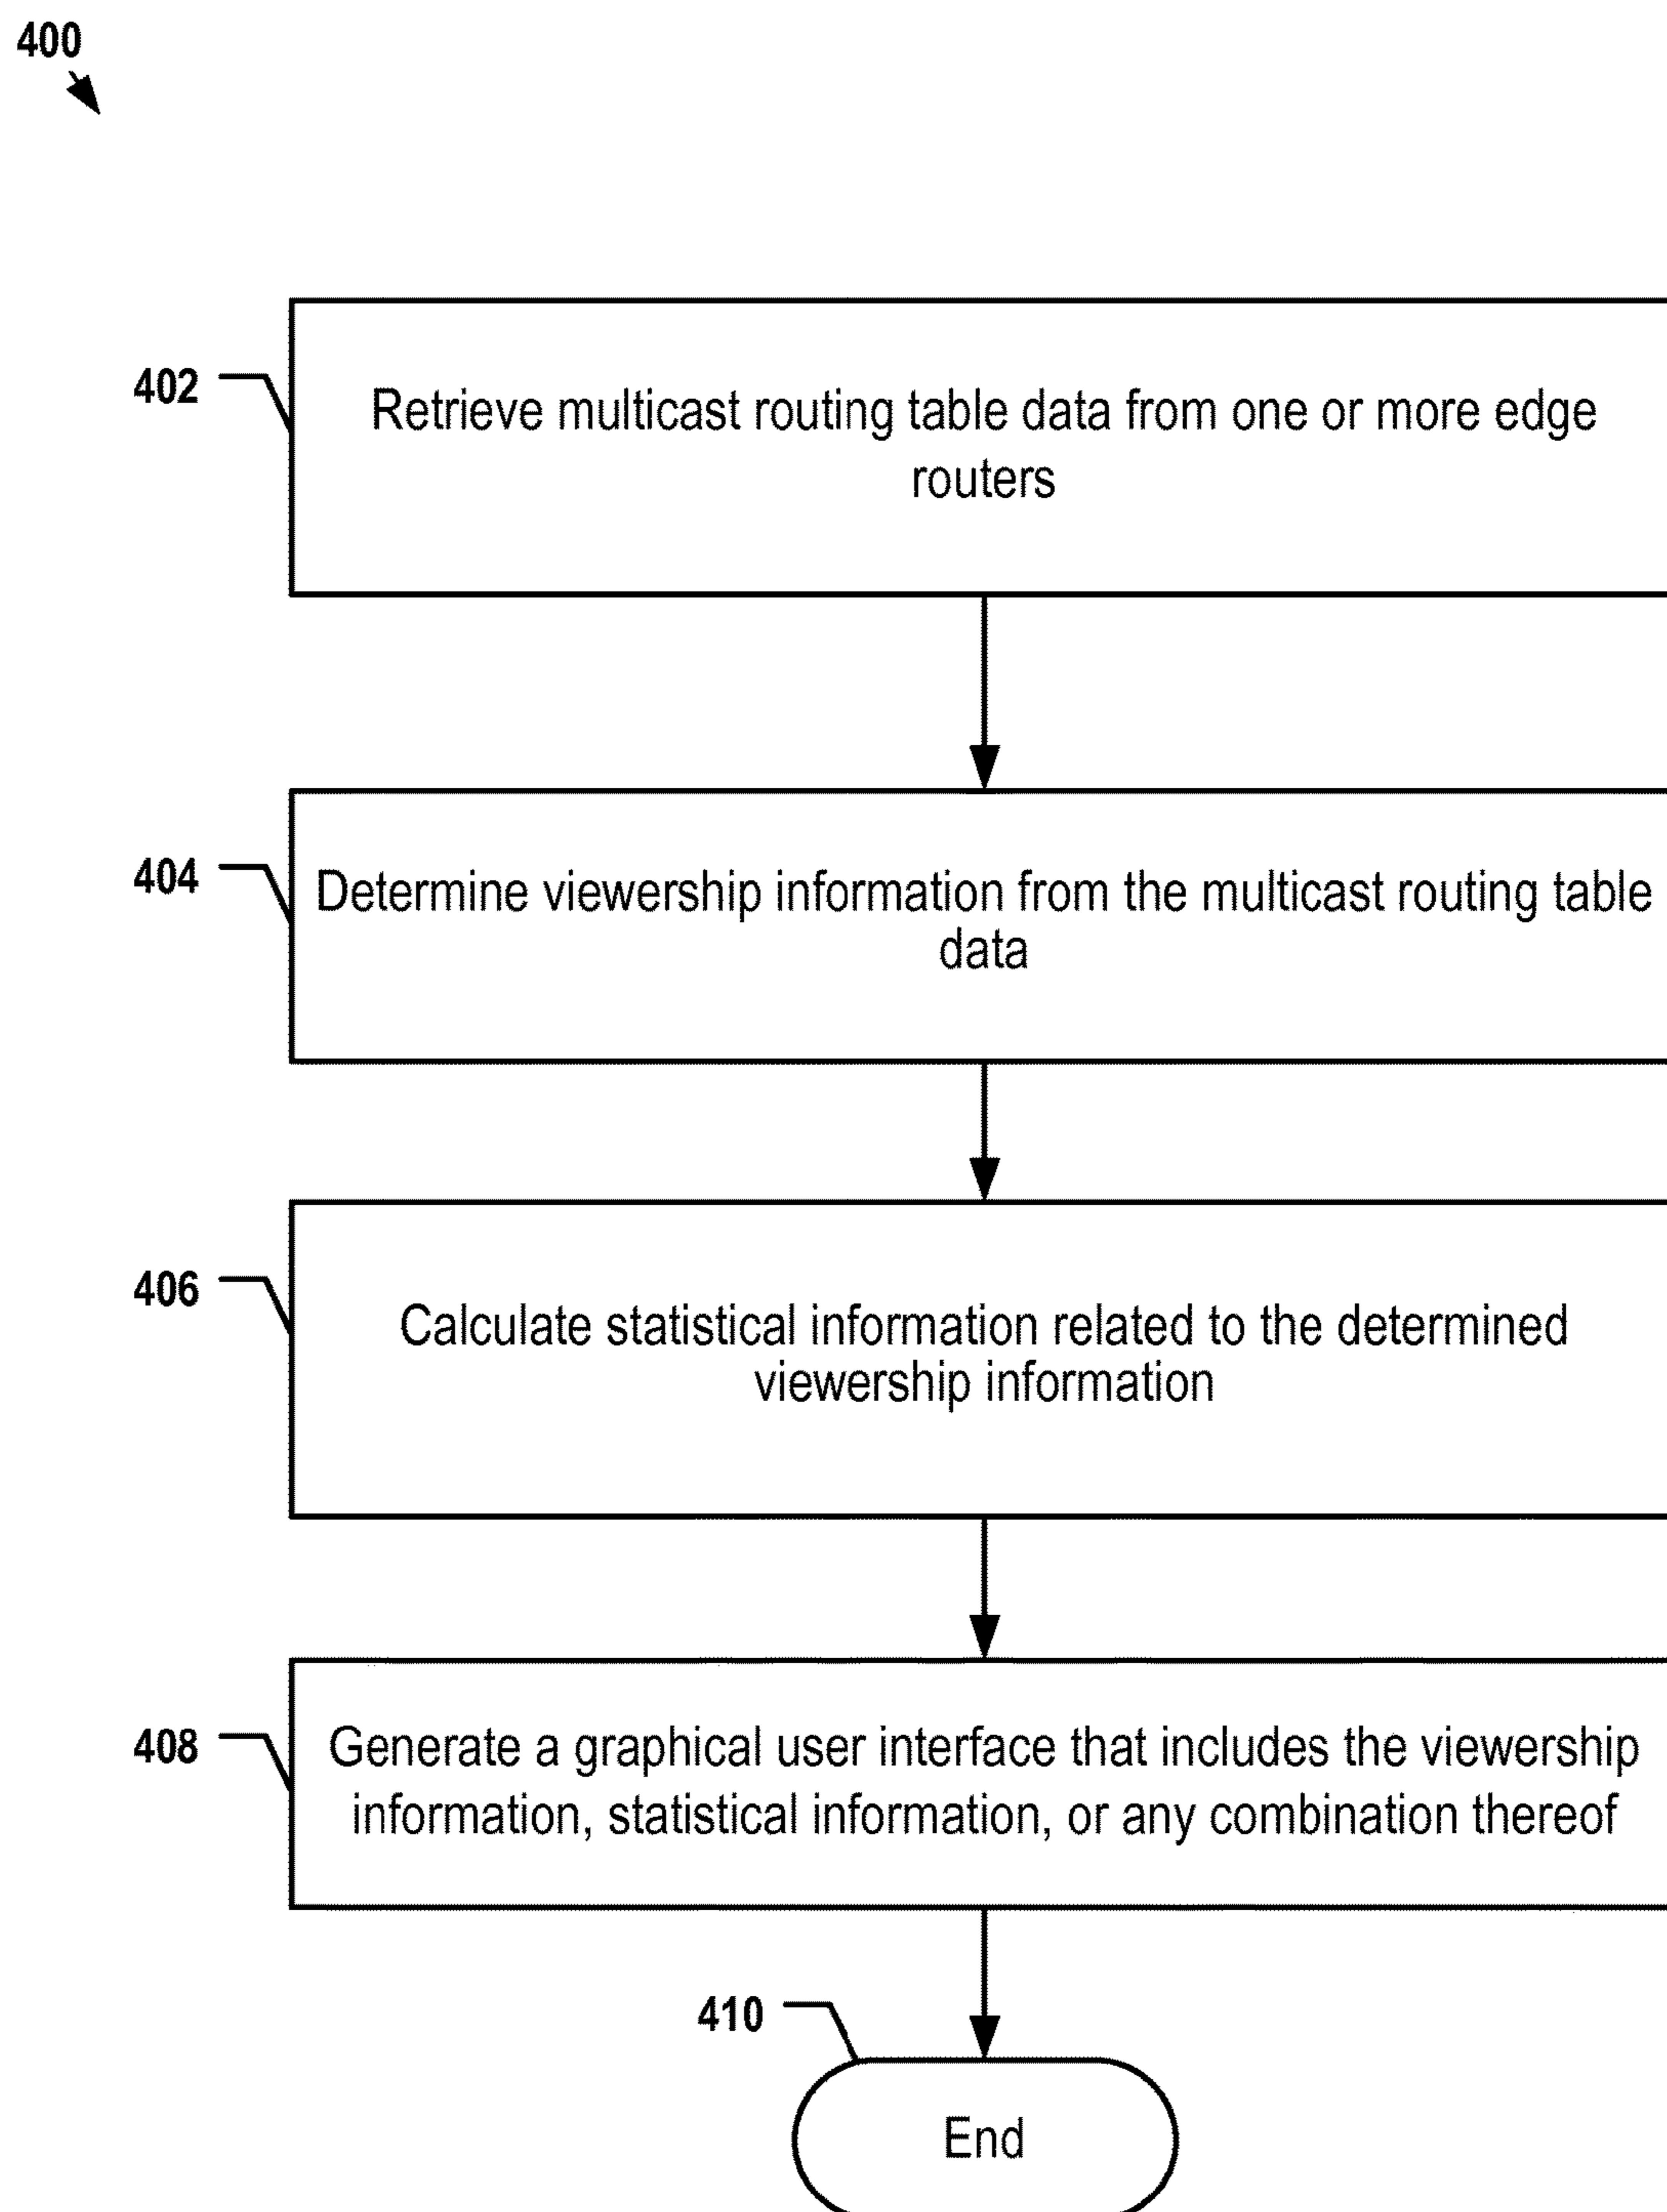 400
402
Retrieve multicast routing table data from one or more edge
routers
404
Determine viewership information from the multicast routing table
data
406
Calculate statistical information related to the determined
viewership information
408
Generate a graphical user interface that includes the viewership
information, statistical information, or any combination thereof
410
End